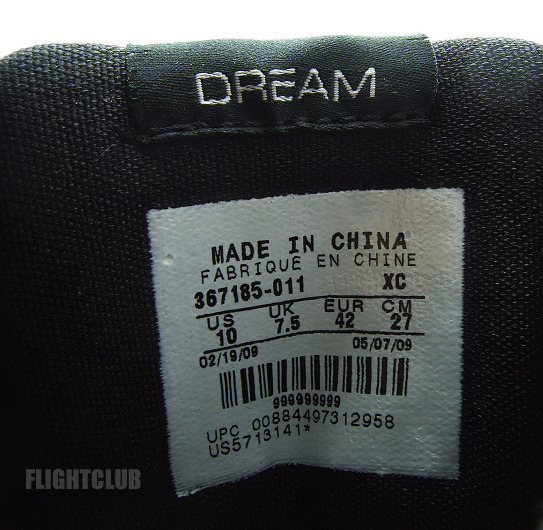 DREAM
MADE IN CHINA
FABRIQUE EN CHINE
367185-011 XC
US UK EUR CM
10 7.5 42 27
02/19/09 05/07/09
999999999
UPC 00884497312958
US5713141*
FLIGHTCLUB